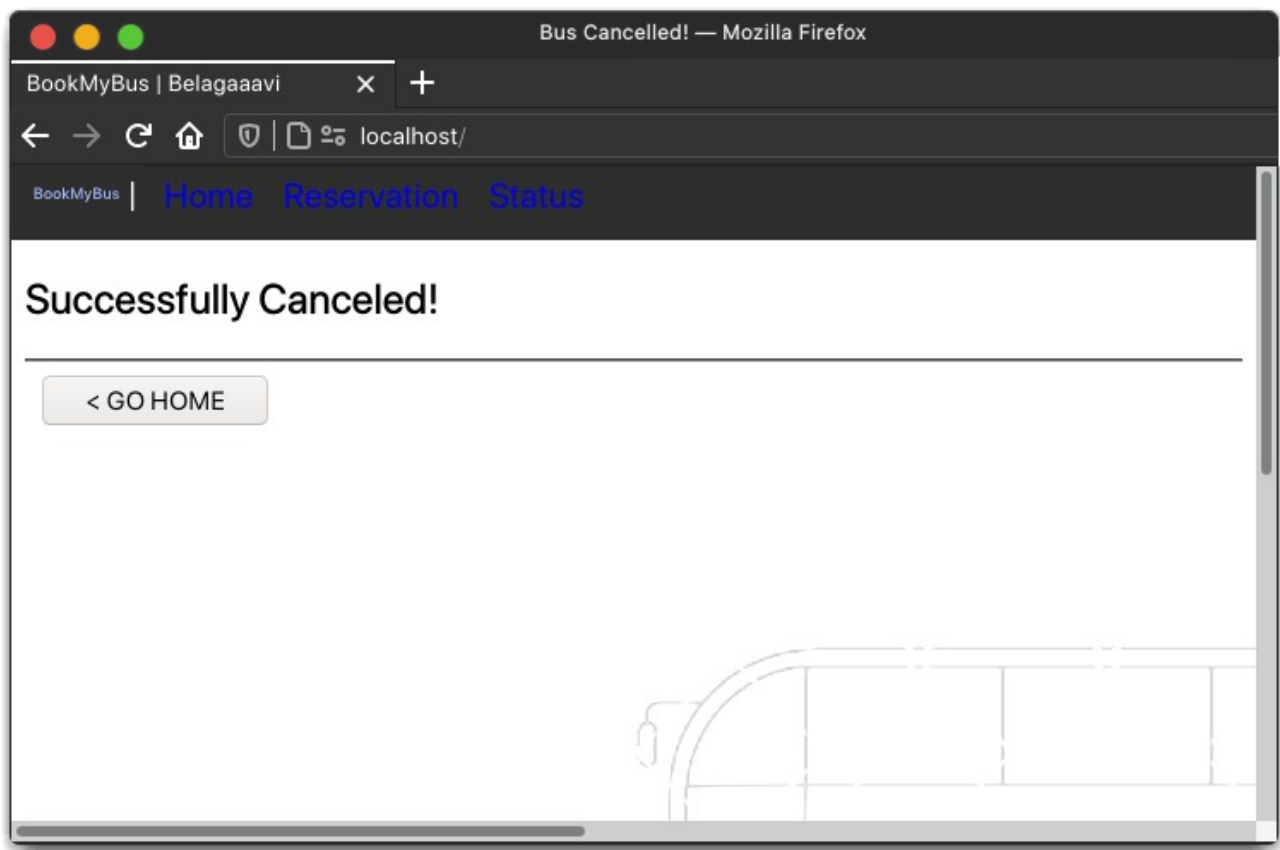 Bus Cancelled! — Mozilla Firefox
BookMyBus | Belagaaavi
localhost/
BookMyBus | Home Reservation Status
Successfully Canceled!
< GO HOME